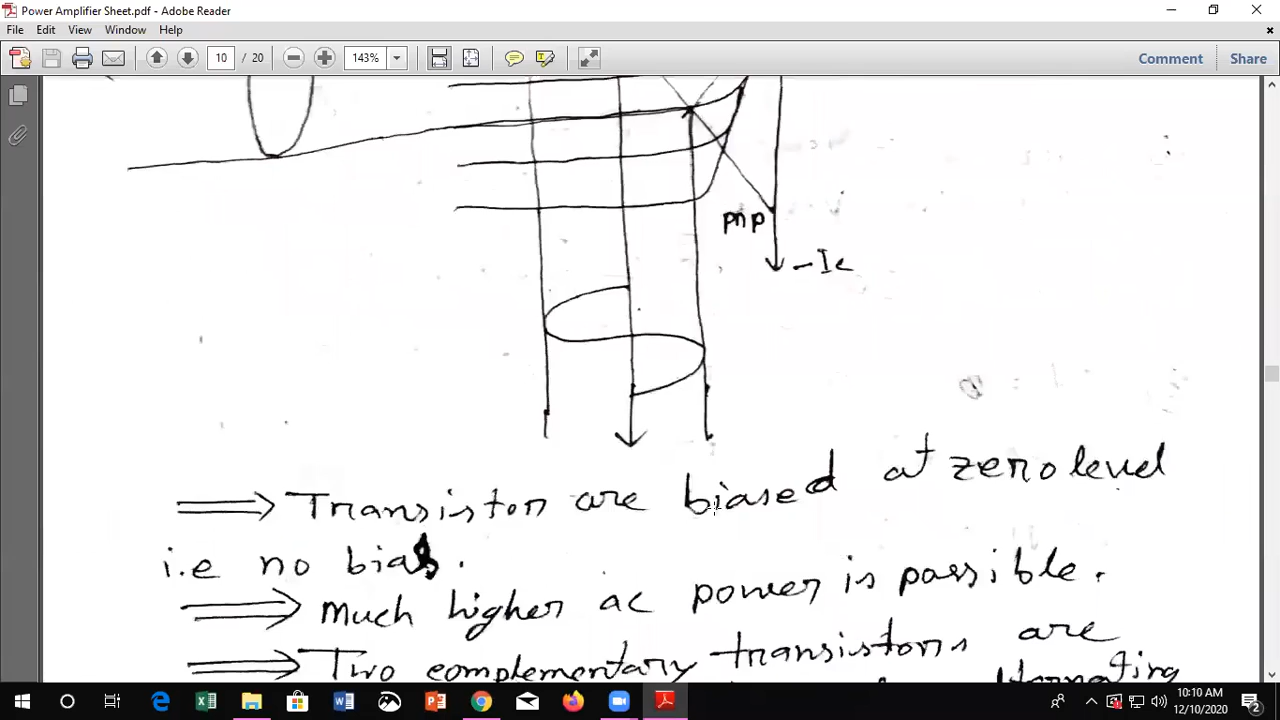 Power Amplifier Sheet.pdf - Adobe Reader
File Edit View Window Help
10 / 20 143% Comment Share
pnp
-Ic
⟹ Transistor are biased at zero level
i.e no bias.
⟹ Much higher ac power is possible.
⟹ Two complementary transistors are
10:10 AM
12/10/2020
2